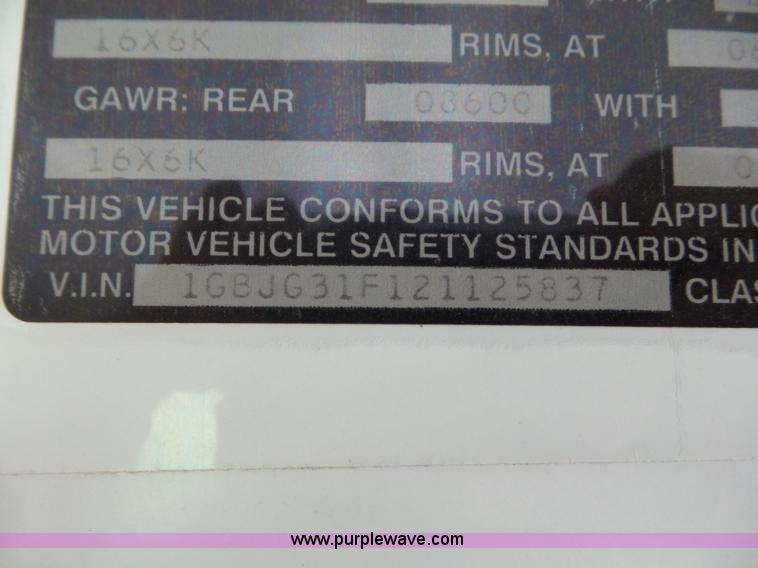 16X6K RIMS, AT
GAWR: REAR 08600 WITH
16X6K RIMS, AT 0
THIS VEHICLE CONFORMS TO ALL APPLIC
MOTOR VEHICLE SAFETY STANDARDS IN
V.I.N. 1GBJG31F121125837 CLAS
www.purplewave.com